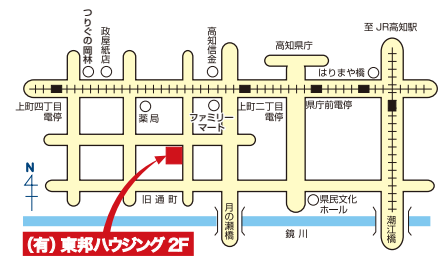 至 JR高知駅
つりぐの岡林
政屋紙店
高知信金
高知県庁
はりまや橋
上町四丁目
電停
薬局
ファミリー
マート
上町二丁目
電停
県庁前電停
N
旧通町
月の瀬橋
県民文化
ホール
潮江橋
鏡川
(有)東邦ハウジング 2F